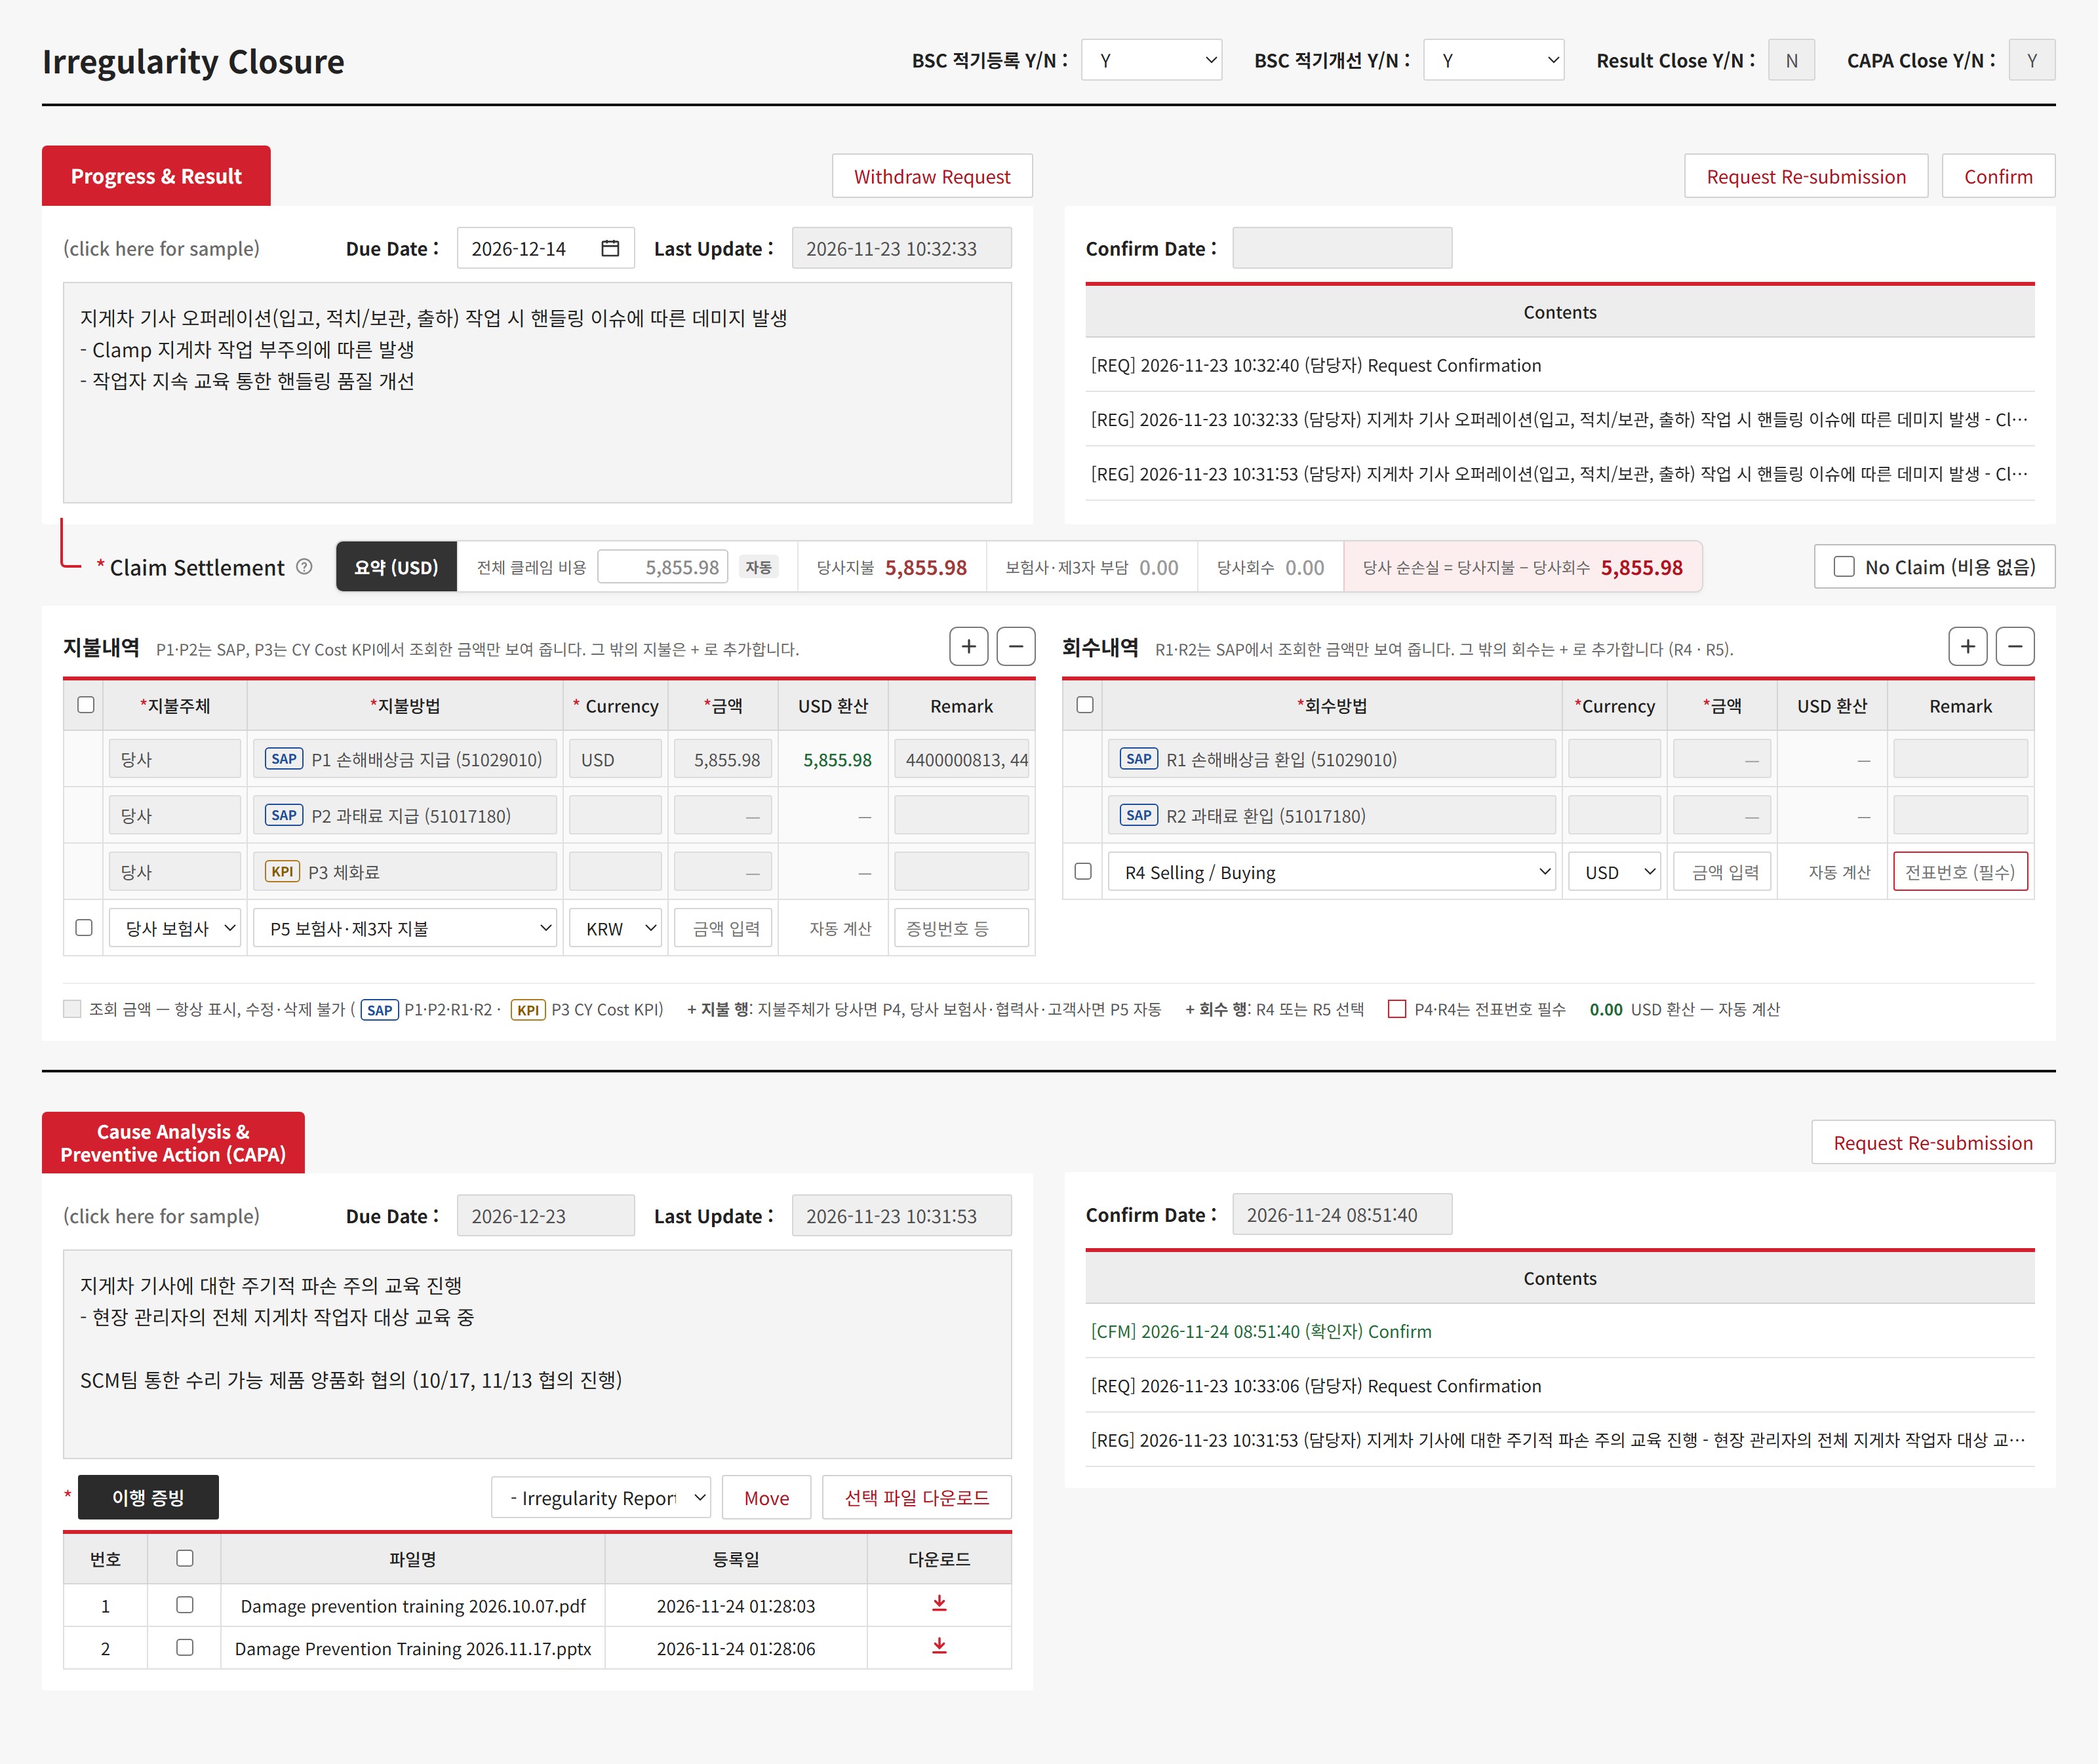 Irregularity Closure
BSC 적기등록 Y/N : Y
BSC 적기개선 Y/N : Y
Result Close Y/N : N
CAPA Close Y/N : Y
Progress & Result
Withdraw Request
Request Re-submission
Confirm
(click here for sample)
Due Date : 2026-12-14
Last Update : 2026-11-23 10:32:33
지게차 기사 오퍼레이션(입고, 적치/보관, 출하) 작업 시 핸들링 이슈에 따른 데미지 발생
- Clamp 지게차 작업 부주의에 따른 발생
- 작업자 지속 교육 통한 핸들링 품질 개선
Confirm Date :
Contents
[REQ] 2026-11-23 10:32:40 (담당자) Request Confirmation
[REG] 2026-11-23 10:32:33 (담당자) 지게차 기사 오퍼레이션(입고, 적치/보관, 출하) 작업 시 핸들링 이슈에 따른 데미지 발생 - Cl…
[REG] 2026-11-23 10:31:53 (담당자) 지게차 기사 오퍼레이션(입고, 적치/보관, 출하) 작업 시 핸들링 이슈에 따른 데미지 발생 - Cl…
* Claim Settlement ?
요약 (USD)
전체 클레임 비용 5,855.98 자동
당사지불 5,855.98
보험사·제3자 부담 0.00
당사회수 0.00
당사 순손실 = 당사지불 − 당사회수 5,855.98
No Claim (비용 없음)
지불내역 P1·P2는 SAP, P3는 CY Cost KPI에서 조회한 금액만 보여 줍니다. 그 밖의 지불은 + 로 추가합니다.
+ −
*지불주체 *지불방법 * Currency *금액 USD 환산 Remark
당사 SAP P1 손해배상금 지급 (51029010) USD 5,855.98 5,855.98 4400000813, 44
당사 SAP P2 과태료 지급 (51017180) — —
당사 KPI P3 체화료 — —
당사 보험사 P5 보험사·제3자 지불 KRW 금액 입력 자동 계산 증빙번호 등
회수내역 R1·R2는 SAP에서 조회한 금액만 보여 줍니다. 그 밖의 회수는 + 로 추가합니다 (R4 · R5).
+ −
*회수방법 *Currency *금액 USD 환산 Remark
SAP R1 손해배상금 환입 (51029010) — —
SAP R2 과태료 환입 (51017180) — —
R4 Selling / Buying USD 금액 입력 자동 계산 전표번호 (필수)
조회 금액 — 항상 표시, 수정·삭제 불가 ( SAP P1·P2·R1·R2 · KPI P3 CY Cost KPI) + 지불 행: 지불주체가 당사면 P4, 당사 보험사·협력사·고객사면 P5 자동 + 회수 행: R4 또는 R5 선택 P4·R4는 전표번호 필수 0.00 USD 환산 — 자동 계산
Cause Analysis &
Preventive Action (CAPA)
Request Re-submission
(click here for sample)
Due Date : 2026-12-23
Last Update : 2026-11-23 10:31:53
지게차 기사에 대한 주기적 파손 주의 교육 진행
- 현장 관리자의 전체 지게차 작업자 대상 교육 중
SCM팀 통한 수리 가능 제품 양품화 협의 (10/17, 11/13 협의 진행)
Confirm Date : 2026-11-24 08:51:40
Contents
[CFM] 2026-11-24 08:51:40 (확인자) Confirm
[REQ] 2026-11-23 10:33:06 (담당자) Request Confirmation
[REG] 2026-11-23 10:31:53 (담당자) 지게차 기사에 대한 주기적 파손 주의 교육 진행 - 현장 관리자의 전체 지게차 작업자 대상 교…
* 이행 증빙
- Irregularity Report
Move
선택 파일 다운로드
번호 파일명 등록일 다운로드
1 Damage prevention training 2026.10.07.pdf 2026-11-24 01:28:03
2 Damage Prevention Training 2026.11.17.pptx 2026-11-24 01:28:06